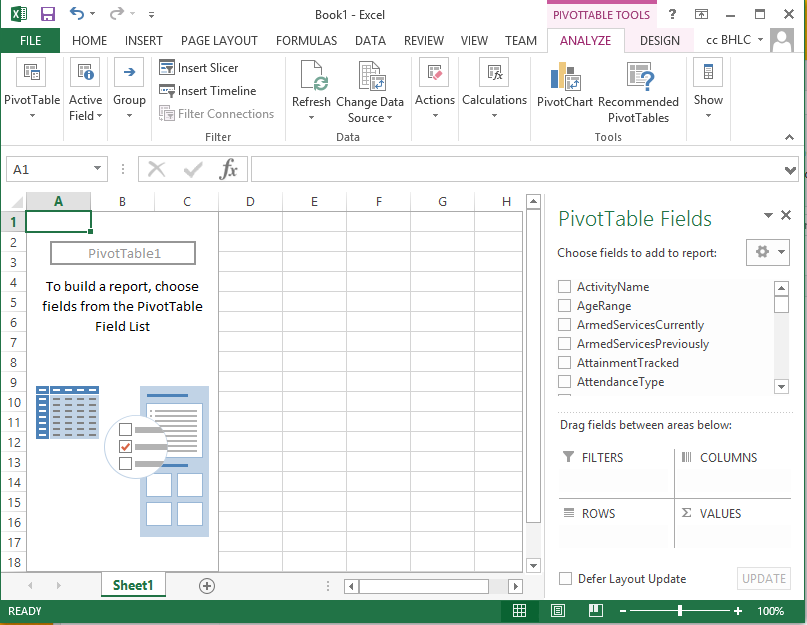 Book1 - Excel
PIVOTTABLE TOOLS
?
FILE
HOME
INSERT
PAGE LAYOUT
FORMULAS
DATA
REVIEW
VIEW
TEAM
ANALYZE
DESIGN
cc BHLC
PivotTable
Active
Field
Group
Insert Slicer
Insert Timeline
Filter Connections
Filter
Refresh
Change Data
Source
Data
Actions
Calculations
PivotChart
Recommended
PivotTables
Tools
Show
A1
fx
A B C D E F G H
1
2
3
4
5
6
7
8
9
10
11
12
13
14
15
16
17
18
PivotTable1
To build a report, choose
fields from the PivotTable
Field List
PivotTable Fields
Choose fields to add to report:
ActivityName
AgeRange
ArmedServicesCurrently
ArmedServicesPreviously
AttainmentTracked
AttendanceType
Drag fields between areas below:
FILTERS
COLUMNS
ROWS
Σ VALUES
Defer Layout Update
UPDATE
Sheet1
READY
100%